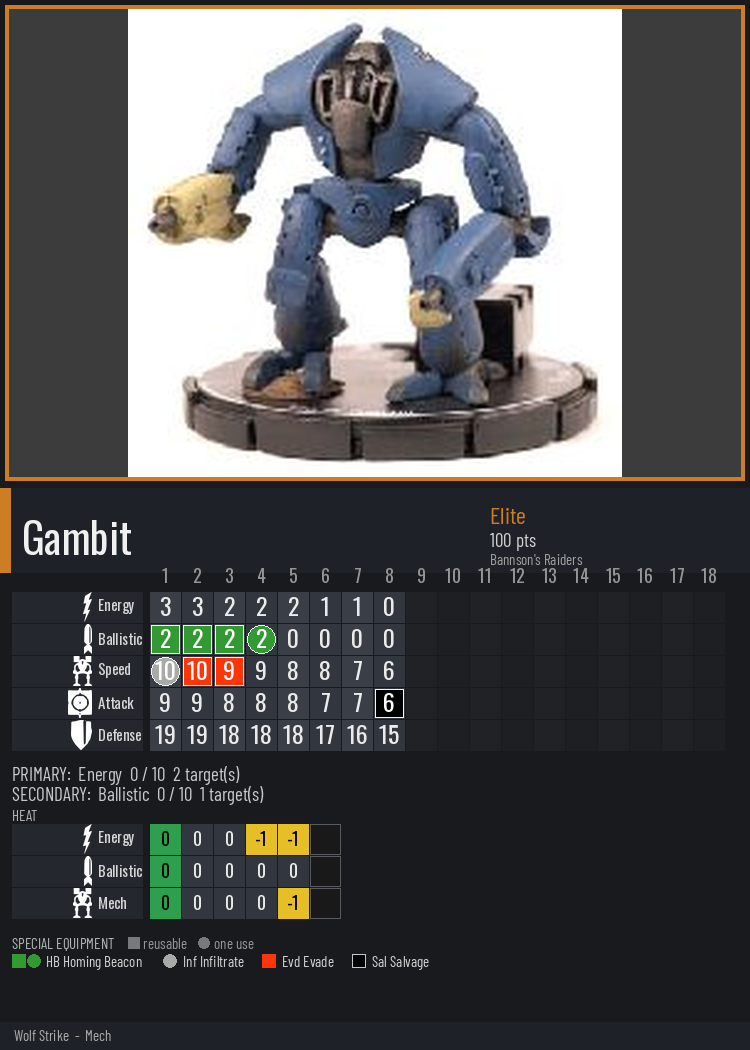 Gambit
Elite
100 pts
Bannson's Raiders
1 2 3 4 5 6 7 8 9 10 11 12 13 14 15 16 17 18
Energy 3 3 2 2 2 1 1 0
Ballistic 2 2 2 2 0 0 0 0
Speed 10 10 9 9 8 8 7 6
Attack 9 9 8 8 8 7 7 6
Defense 19 19 18 18 18 17 16 15
PRIMARY: Energy 0 / 10 2 target(s)
SECONDARY: Ballistic 0 / 10 1 target(s)
HEAT
Energy 0 0 0 -1 -1
Ballistic 0 0 0 0 0
Mech 0 0 0 0 -1
SPECIAL EQUIPMENT reusable one use
HB Homing Beacon Inf Infiltrate Evd Evade Sal Salvage
Wolf Strike - Mech